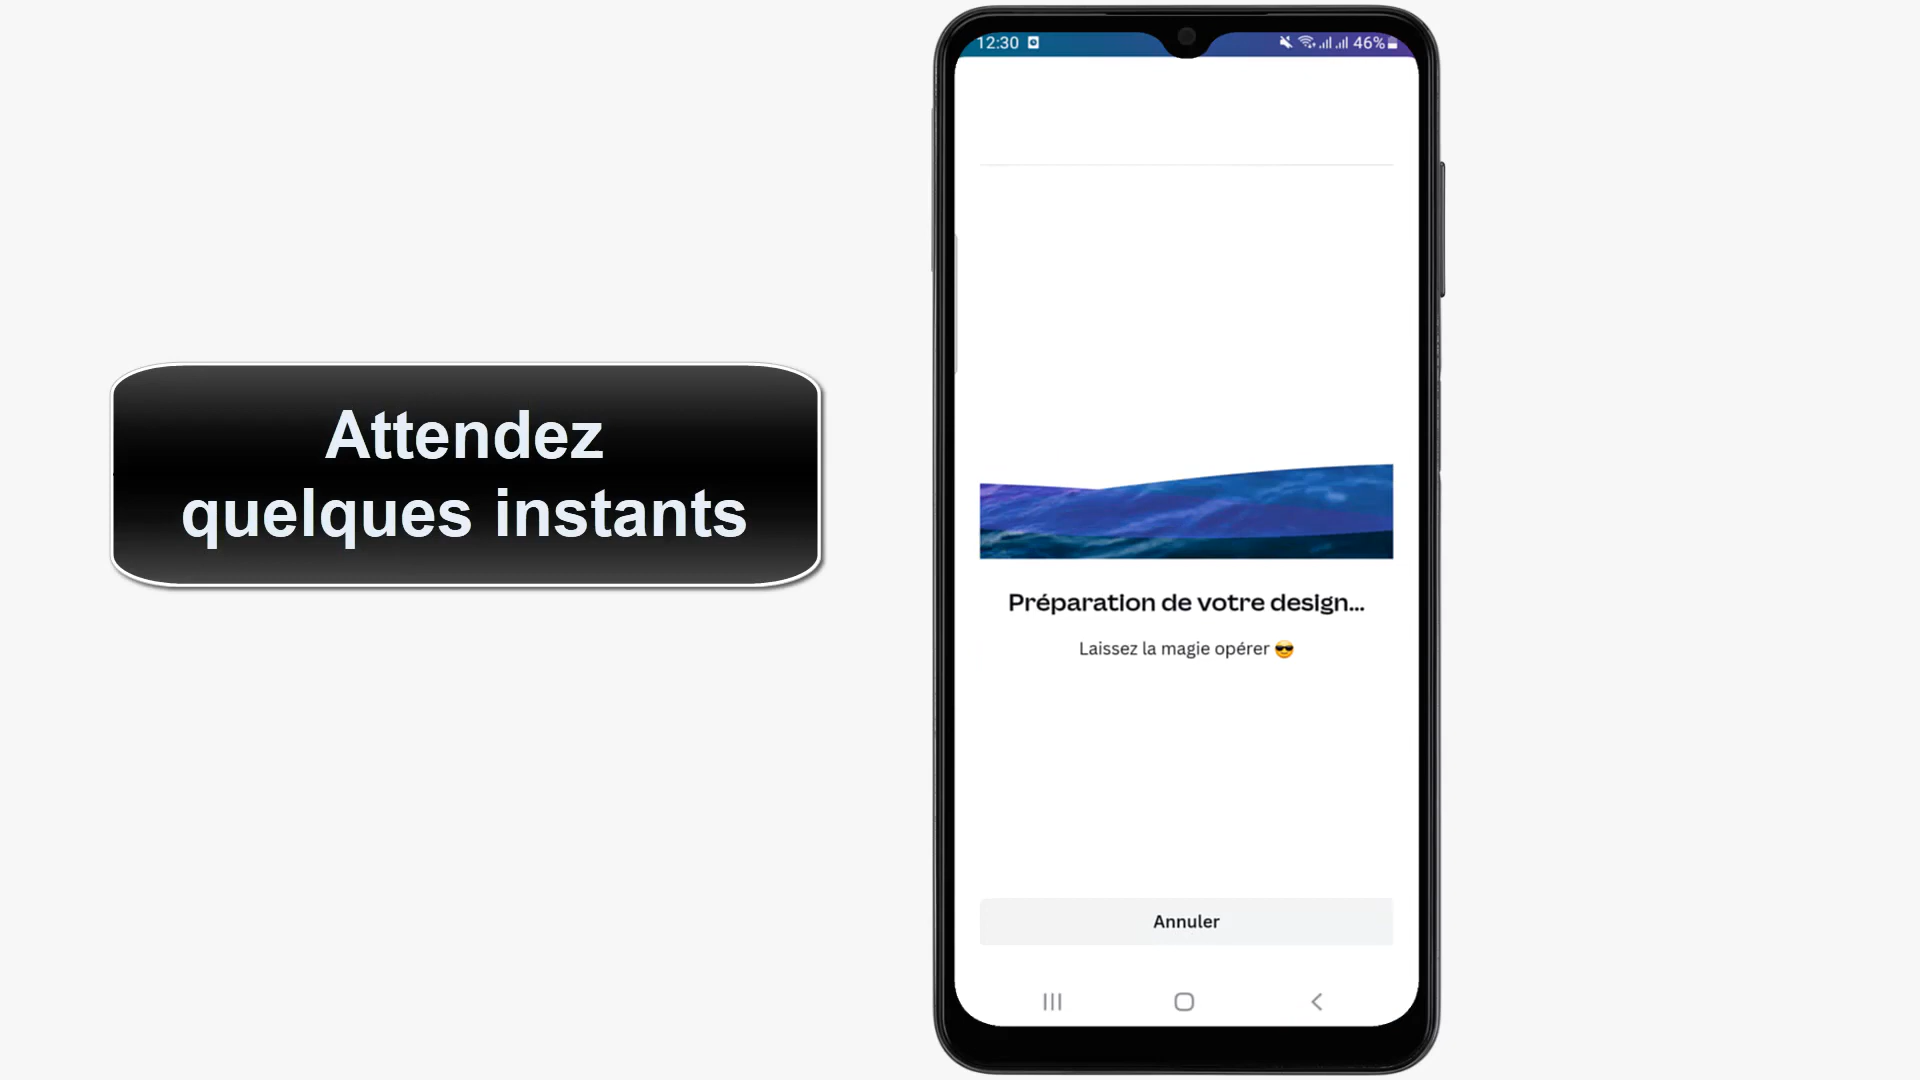 Attendez
quelques instants
12:30
46%
Préparation de votre design...
Laissez la magie opérer 😎
Annuler